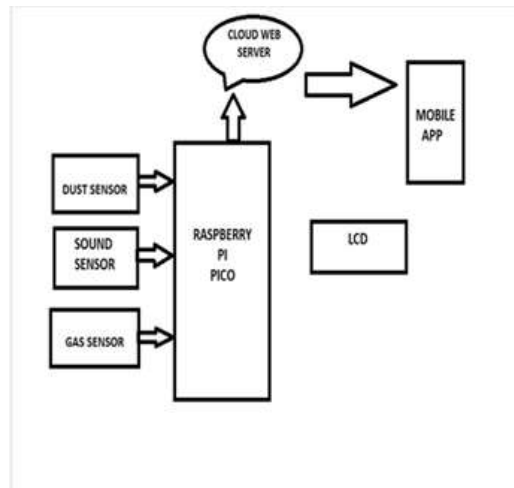 CLOUD WEB
SERVER
MOBILE
APP
DUST SENSOR
SOUND
SENSOR
GAS SENSOR
RASPBERRY
PI
PICO
LCD